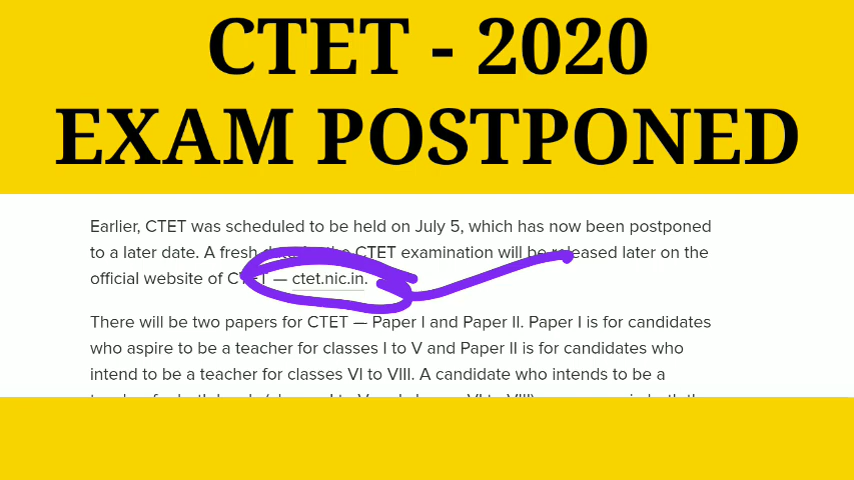 CTET - 2020
EXAM POSTPONED
Earlier, CTET was scheduled to be held on July 5, which has now been postponed
to a later date. A fresh the CTET examination will be released later on the
official website of CTET — ctet.nic.in.
There will be two papers for CTET — Paper I and Paper II. Paper I is for candidates
who aspire to be a teacher for classes I to V and Paper II is for candidates who
intend to be a teacher for classes VI to VIII. A candidate who intends to be a